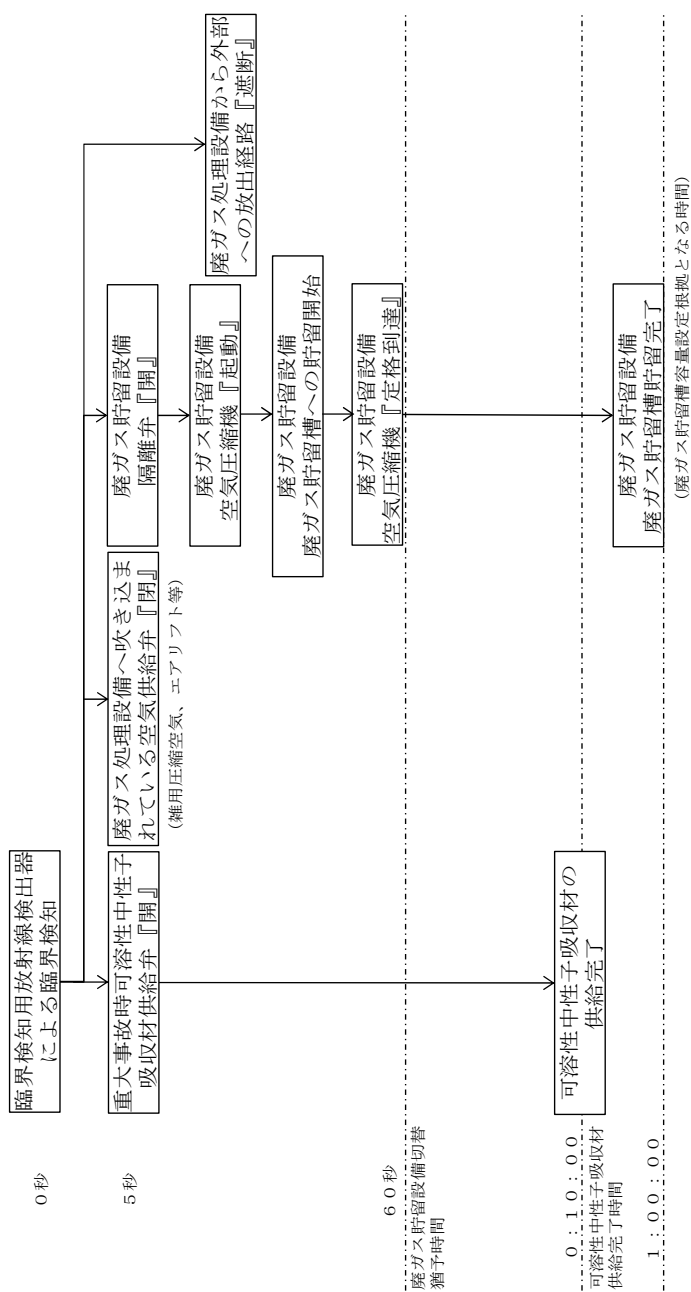 ０秒
臨界検知用放射線検出器
による臨界検知
５秒
重大事故時可溶性中性子
吸収材供給弁『開』
廃ガス処理設備へ吹き込ま
れている空気供給弁『閉』
(雑用圧縮空気、エアリフト等)
廃ガス貯留設備
隔離弁『開』
廃ガス貯留設備
空気圧縮機『起動』
廃ガス処理設備から外部
への放出経路『遮断』
廃ガス貯留設備
廃ガス貯留槽への貯留開始
６０秒
廃ガス貯留設備
空気圧縮機『定格到達』
廃ガス貯留設備切替
猶予時間
０：１０：００
可溶性中性子吸収材の
供給完了
可溶性中性子吸収材
供給完了時間
１：００：００
廃ガス貯留設備
廃ガス貯留槽貯留完了
(廃ガス貯留槽容量設定根拠となる時間)